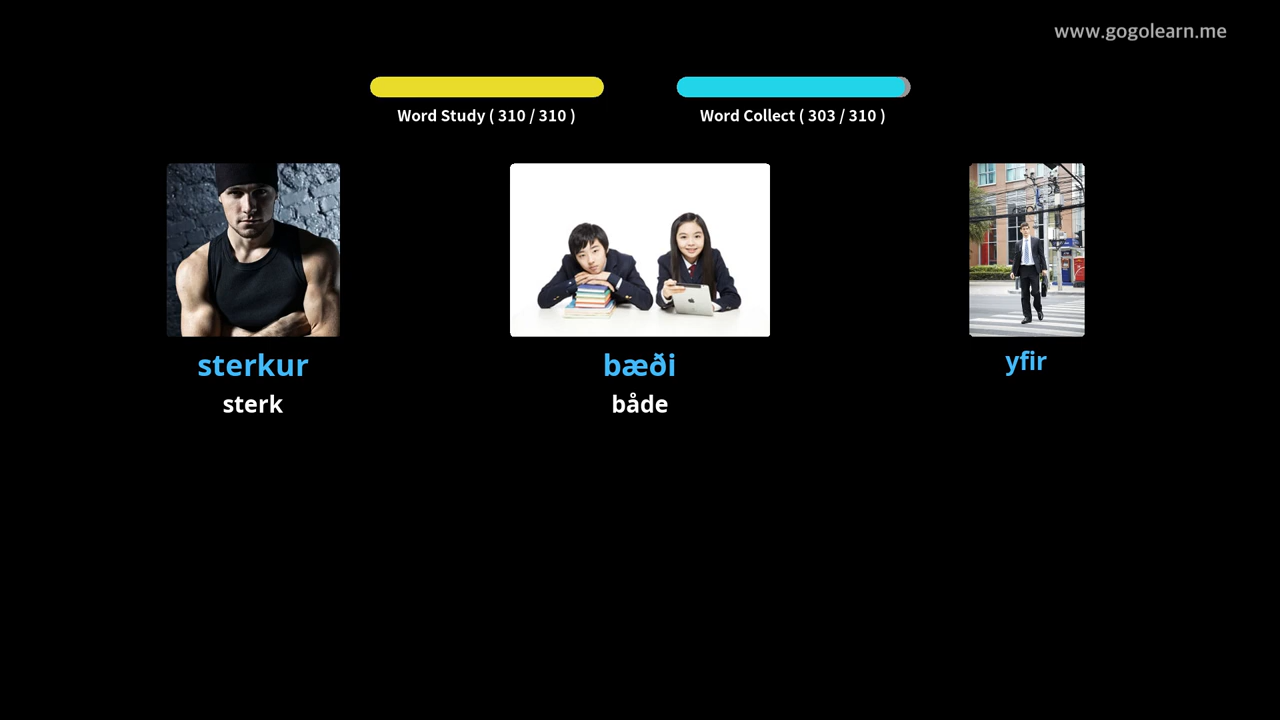 www.gogolearn.me
Word Study ( 310 / 310 )
Word Collect ( 303 / 310 )
sterkur
bæði
yfir
sterk
både